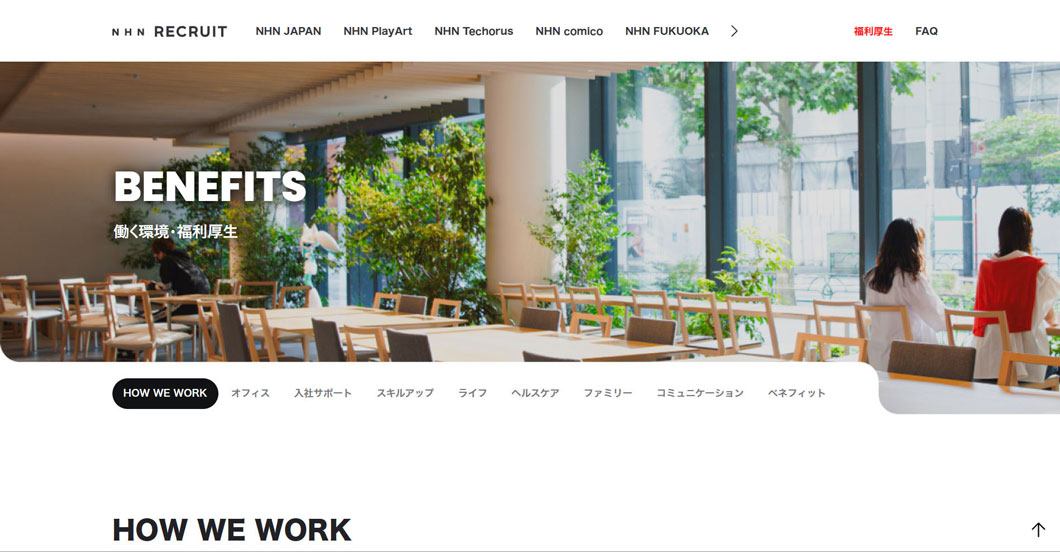 NHN RECRUIT NHN JAPAN NHN PlayArt NHN Techorus NHN comico NHN FUKUOKA 福利厚生 FAQ
BENEFITS
働く環境・福利厚生
HOW WE WORK オフィス 入社サポート スキルアップ ライフ ヘルスケア ファミリー コミュニケーション ベネフィット
HOW WE WORK